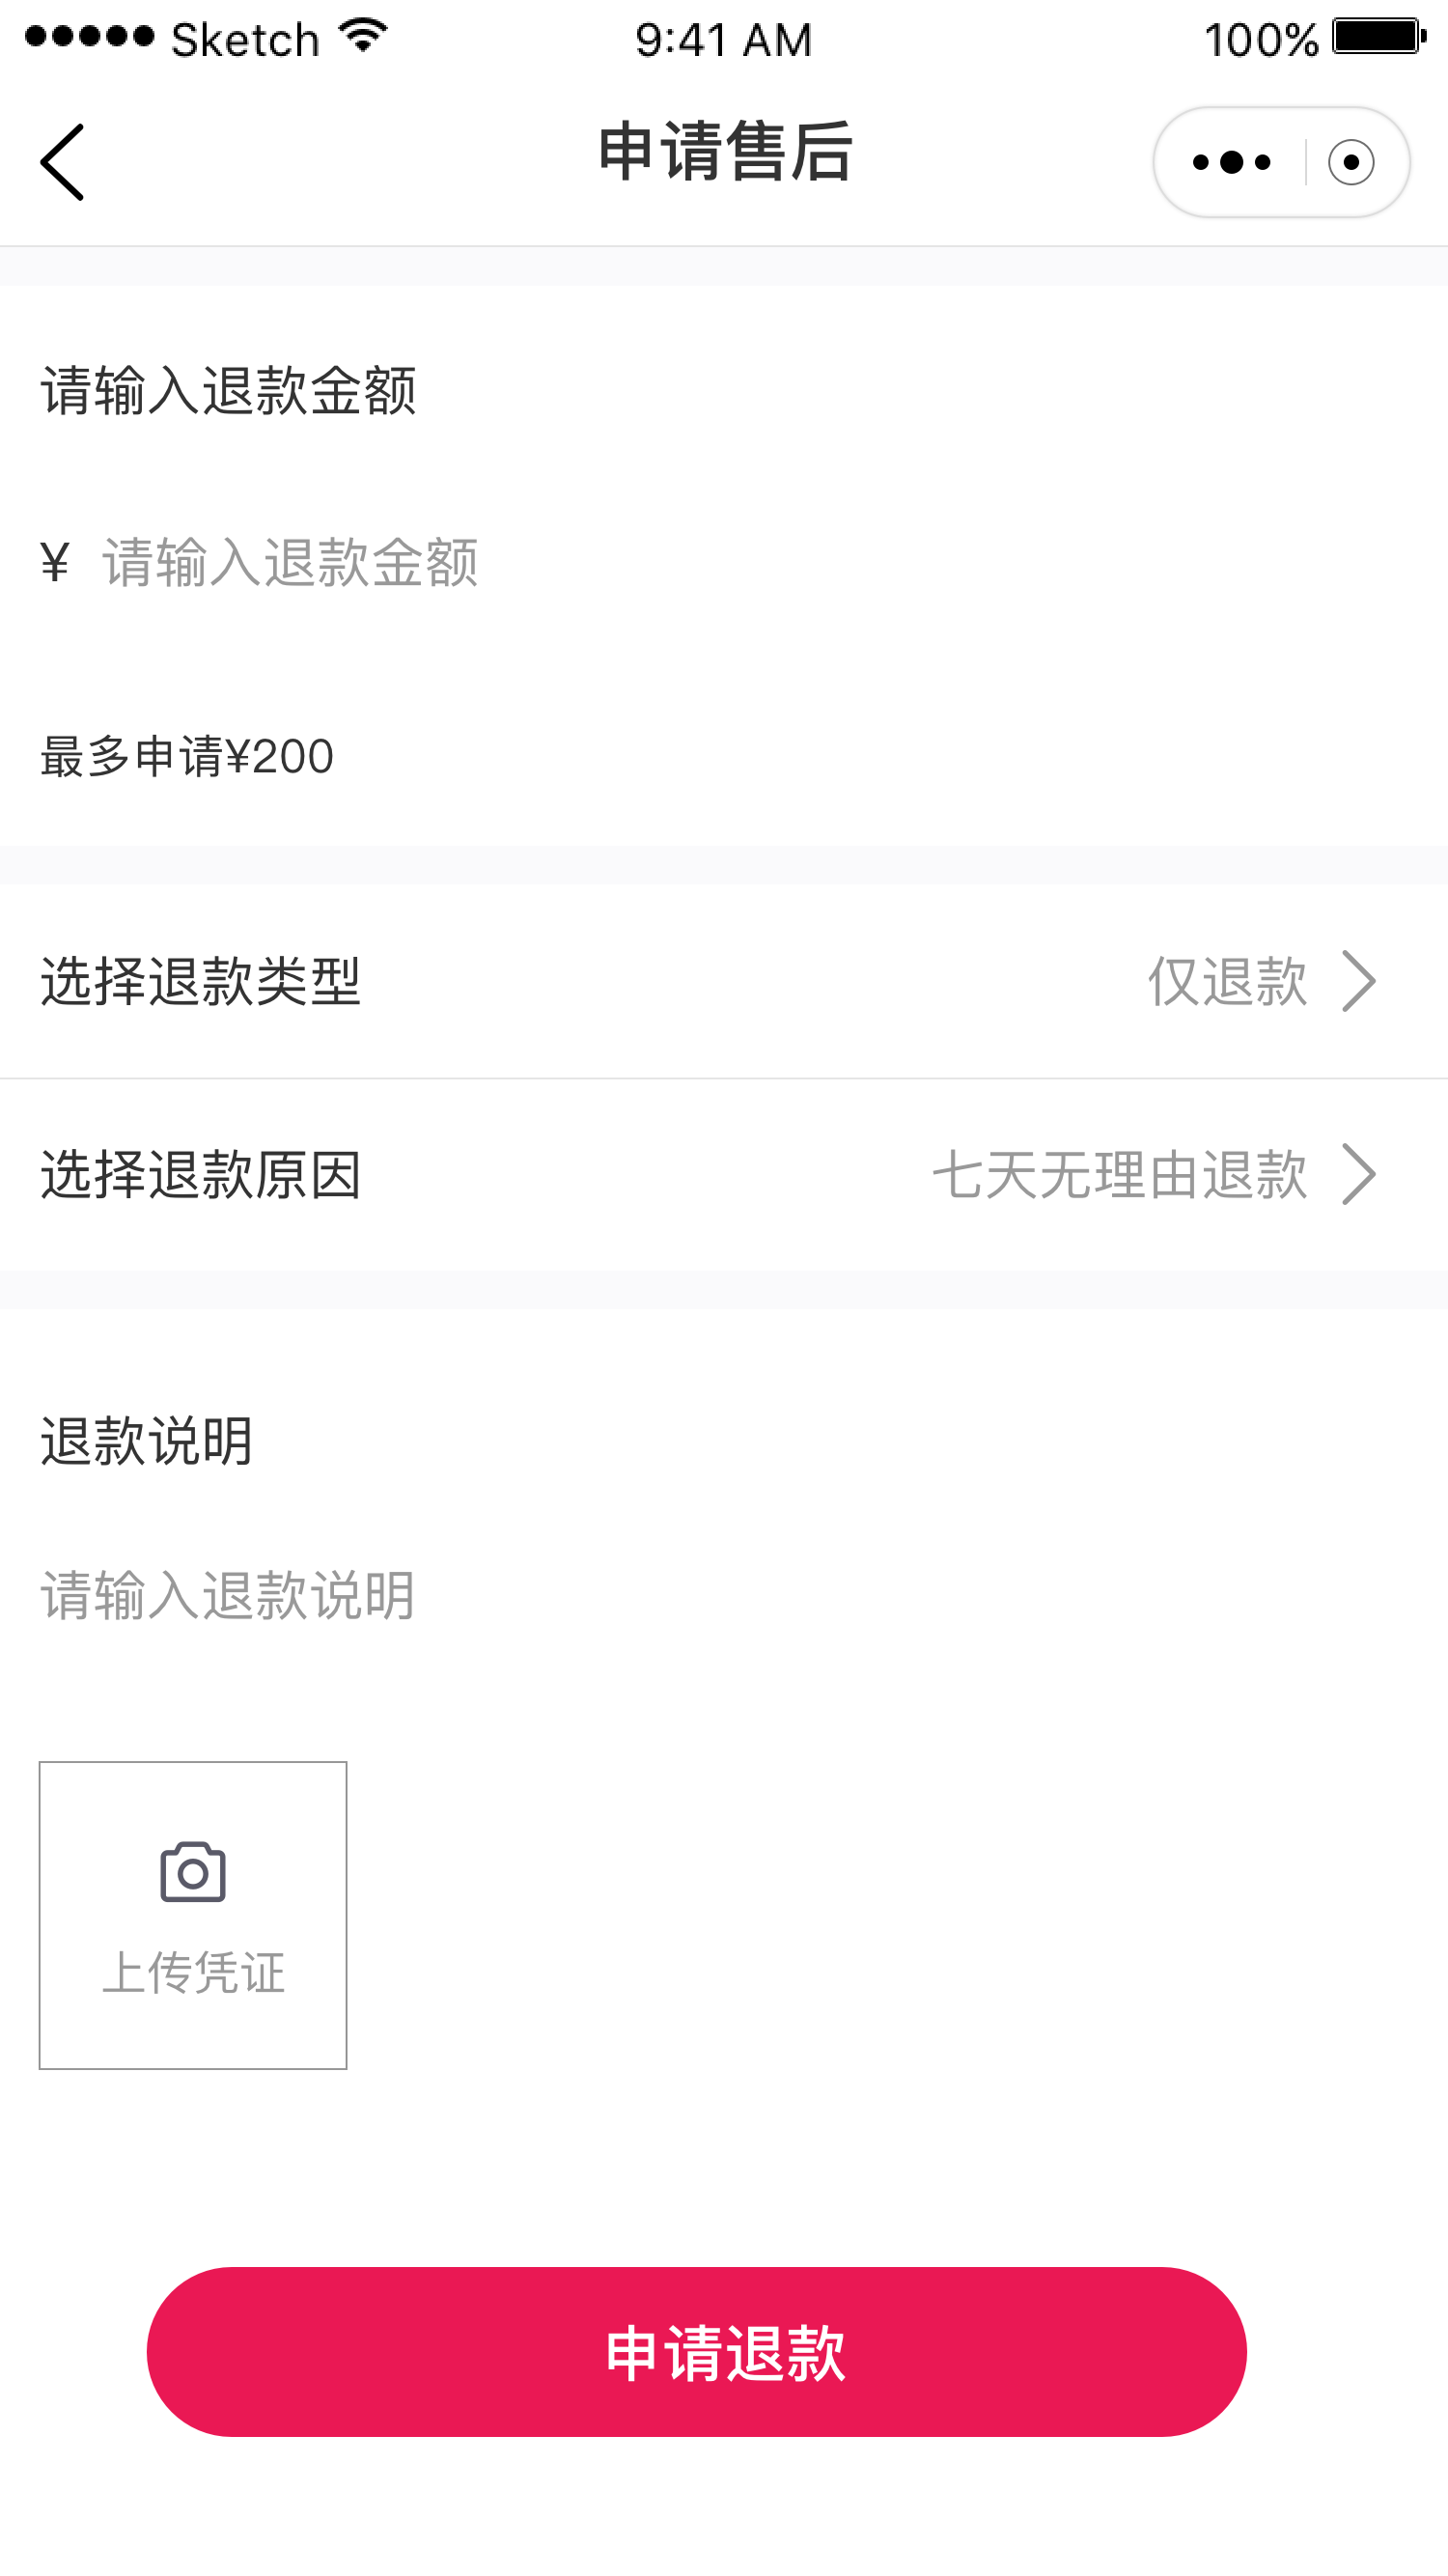 Sketch 9:41 AM 100%
申请售后
请输入退款金额
¥ 请输入退款金额
最多申请¥200
选择退款类型 仅退款
选择退款原因 七天无理由退款
退款说明
请输入退款说明
上传凭证
申请退款